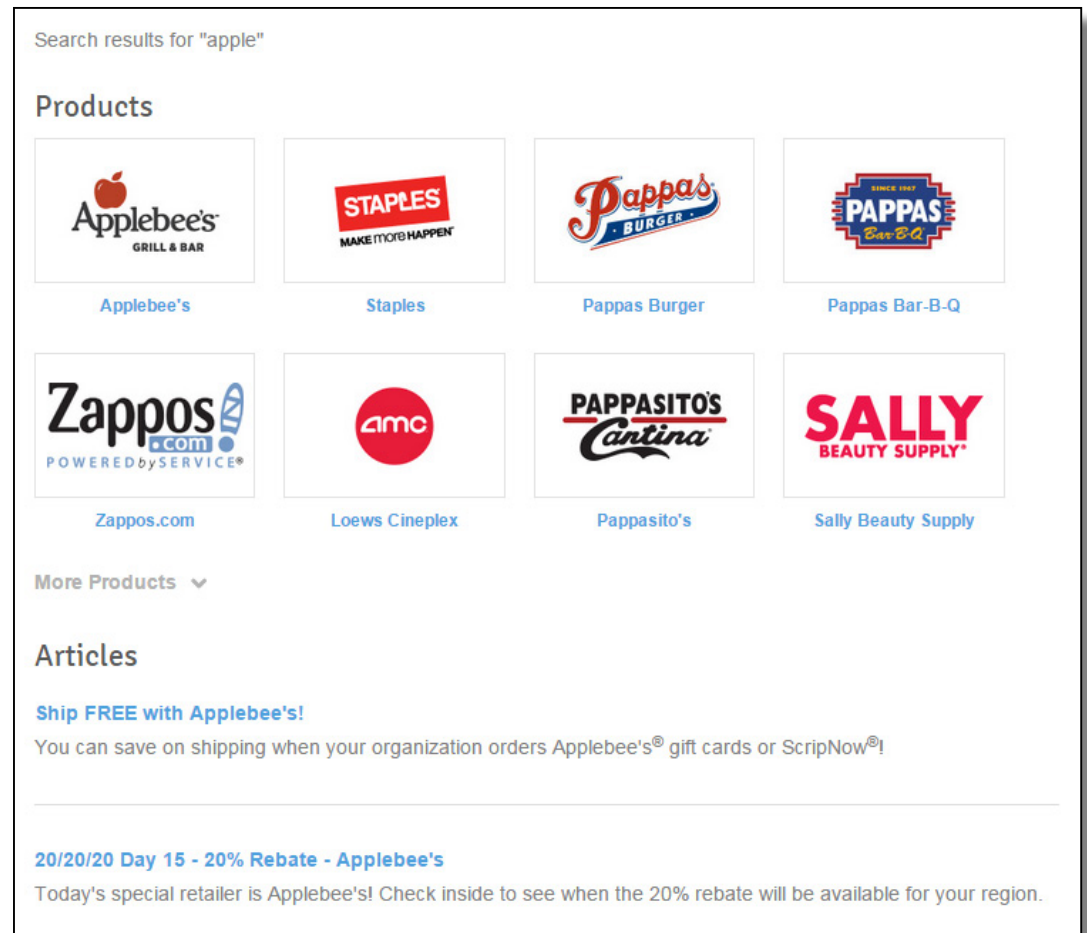 Search results for "apple"
Products
Applebee's
GRILL & BAR
STAPLES
MAKE more HAPPEN
Pappas
BURGER
SINCE 1967
PAPPAS
Bar-B-Q
Applebee's
Staples
Pappas Burger
Pappas Bar-B-Q
Zappos
.com
POWERED by SERVICE®
amc
PAPPASITO'S
Cantina
SALLY
BEAUTY SUPPLY
Zappos.com
Loews Cineplex
Pappasito's
Sally Beauty Supply
More Products
Articles
Ship FREE with Applebee's!
You can save on shipping when your organization orders Applebee's® gift cards or ScripNow®!
20/20/20 Day 15 - 20% Rebate - Applebee's
Today's special retailer is Applebee's! Check inside to see when the 20% rebate will be available for your region.